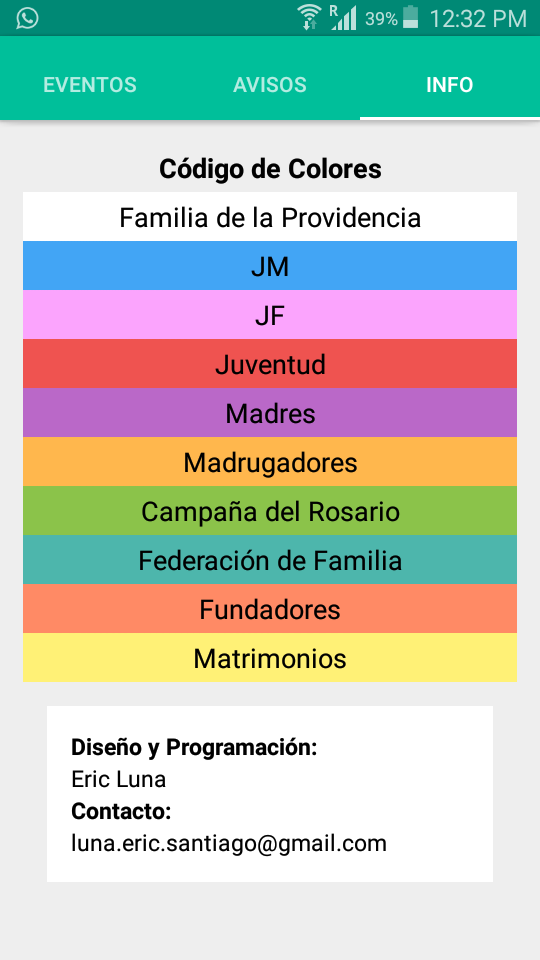 R 39% 12:32 PM
EVENTOS AVISOS INFO
Código de Colores
Familia de la Providencia
JM
JF
Juventud
Madres
Madrugadores
Campaña del Rosario
Federación de Familia
Fundadores
Matrimonios
Diseño y Programación:
Eric Luna
Contacto:
luna.eric.santiago@gmail.com